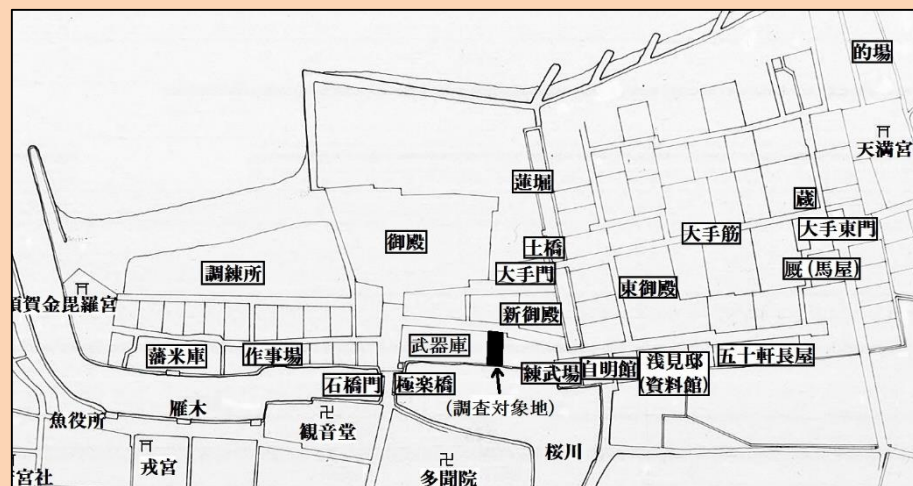 的場
天満宮
蓮堀
蔵
大手筋
大手東門
御殿
土橋
大手門
厩(馬屋)
調練所
東御殿
新御殿
賀金毘羅宮
武器庫
藩米庫
作事場
練武場
自明館
浅見邸
(資料館)
五十軒長屋
石橋門
極楽橋
(調査対象地)
雁木
魚役所
観音堂
桜川
戎宮
宮社
多聞院